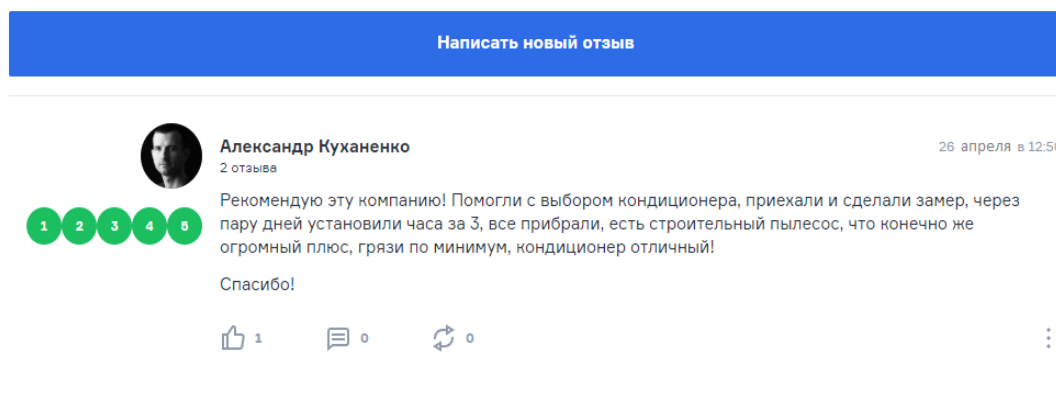 Написать новый отзыв
Александр Куханенко
26 апреля в 12:50
2 отзыва
Рекомендую эту компанию! Помогли с выбором кондиционера, приехали и сделали замер, через
1 2 3 4 5
пару дней установили часа за 3, все прибрали, есть строительный пылесос, что конечно же
огромный плюс, грязи по минимум, кондиционер отличный!
Спасибо!
1 0 0